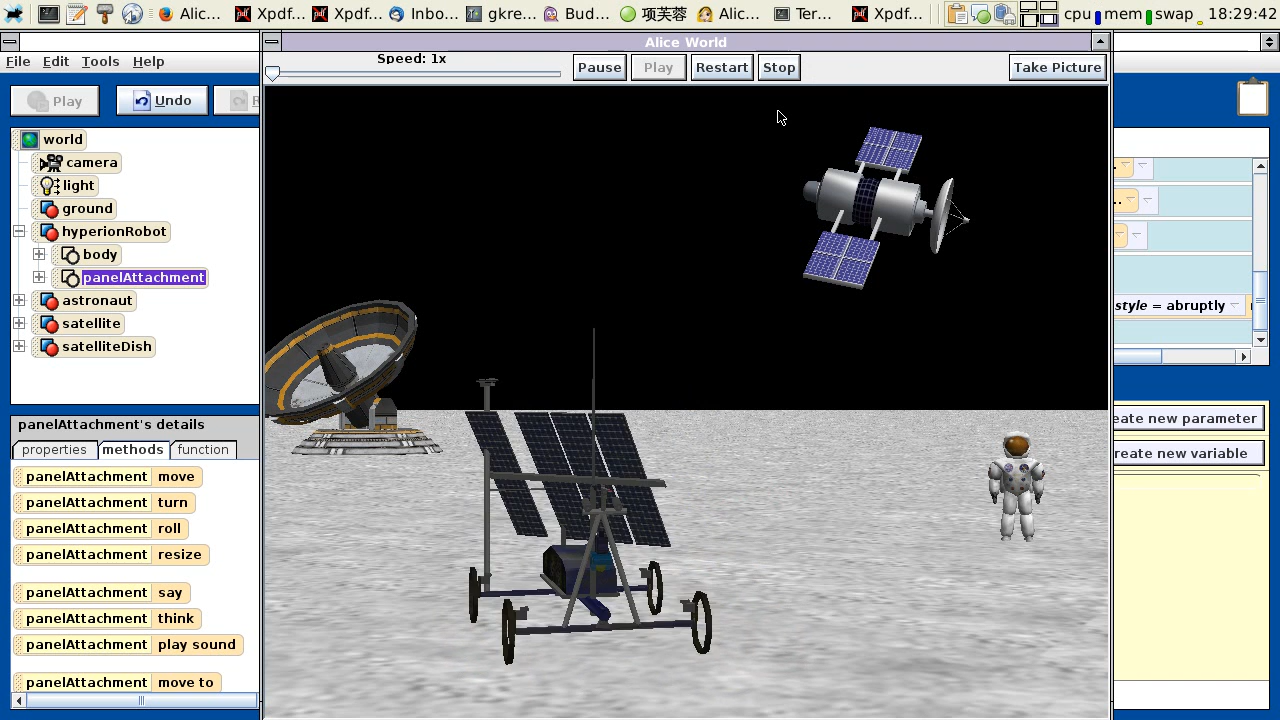 Alic...
Xpdf...
Xpdf...
Inbo...
gkre...
Bud...
项芙蓉
Alic...
Ter...
Xpdf...
cpu mem swap 18:29:42
Alice World
File Edit Tools Help
Speed: 1x
Pause Play Restart Stop Take Picture
Play Undo R
world
camera
light
ground
hyperionRobot
body
panelAttachment
astronaut
satellite
satelliteDish
style = abruptly
panelAttachment's details
properties methods function
eate new parameter
reate new variable
panelAttachment move
panelAttachment turn
panelAttachment roll
panelAttachment resize
panelAttachment say
panelAttachment think
panelAttachment play sound
panelAttachment move to